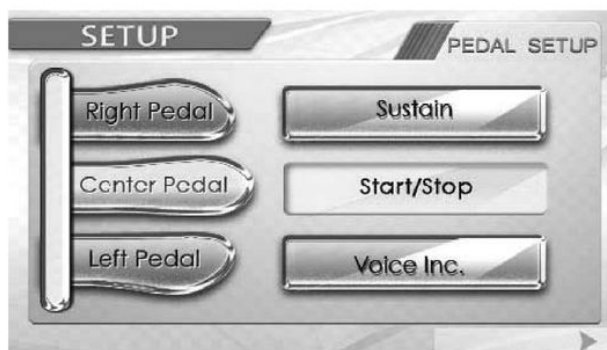 SETUP
PEDAL SETUP
Right Pedal Sustain
Center Pedal Start/Stop
Left Pedal Voice Inc.